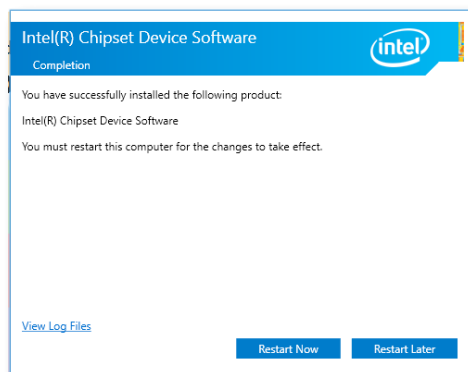 Intel(R) Chipset Device Software
intel
Completion
You have successfully installed the following product:
Intel(R) Chipset Device Software
You must restart this computer for the changes to take effect.
View Log Files
Restart Now
Restart Later